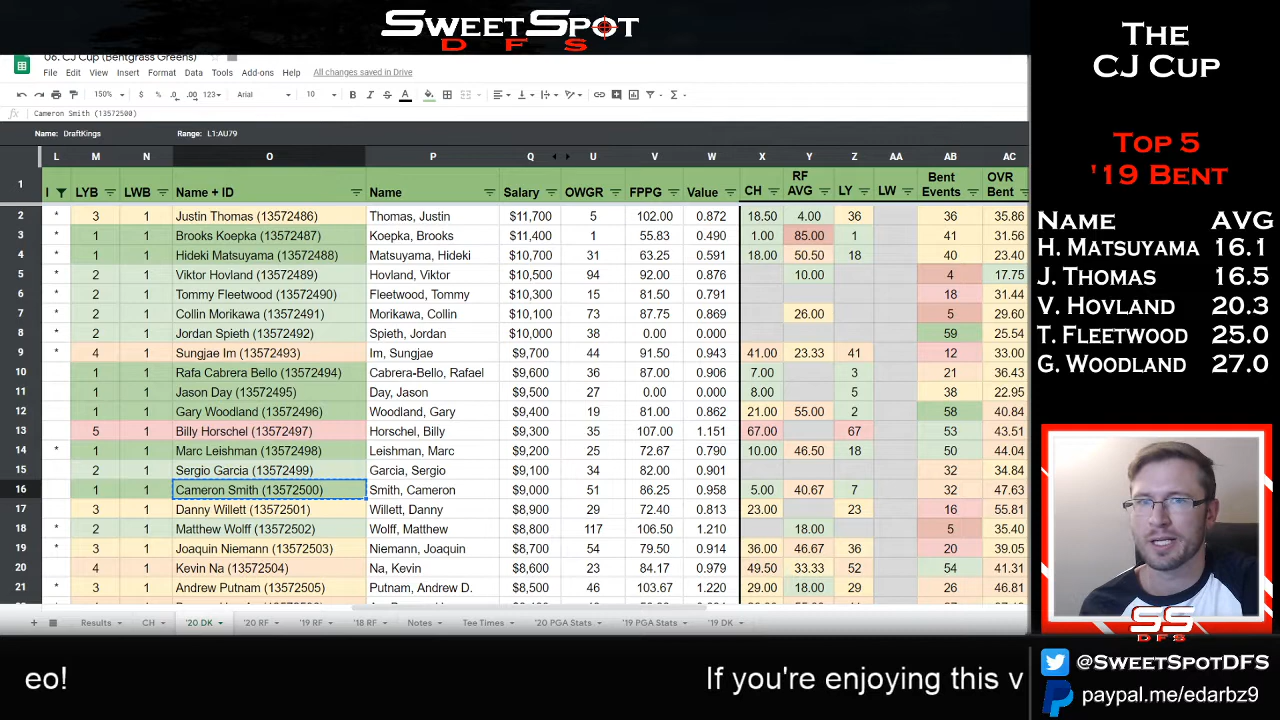 SweetSpot
DFS
06. CJ Cup (Bentgrass Greens)
File Edit View Insert Format Data Tools Add-ons Help All changes saved in Drive
150% $ % .0 .00 123 Arial 10 B I S A
fx Cameron Smith (13572500)
Name: DraftKings Range: L1:AU79
L M N O P Q U V W X Y Z AA AB AC
1 I LYB LWB Name + ID Name Salary OWGR FPPG Value CH RF AVG LY LW Bent Events OVR Bent
2 * 3 1 Justin Thomas (13572486) Thomas, Justin $11,700 5 102.00 0.872 18.50 4.00 36 36 35.86
3 * 1 1 Brooks Koepka (13572487) Koepka, Brooks $11,400 1 55.83 0.490 1.00 85.00 1 41 31.56
4 * 1 1 Hideki Matsuyama (13572488) Matsuyama, Hideki $10,700 31 63.25 0.591 18.00 50.50 18 40 23.40
5 * 2 1 Viktor Hovland (13572489) Hovland, Viktor $10,500 94 92.00 0.876 10.00 4 17.75
6 * 2 1 Tommy Fleetwood (13572490) Fleetwood, Tommy $10,300 15 81.50 0.791 18 31.44
7 * 2 1 Collin Morikawa (13572491) Morikawa, Collin $10,100 73 87.75 0.869 26.00 5 29.60
8 * 2 1 Jordan Spieth (13572492) Spieth, Jordan $10,000 38 0.00 0.000 59 25.54
9 * 4 1 Sungjae Im (13572493) Im, Sungjae $9,700 44 91.50 0.943 41.00 23.33 41 12 33.00
10 1 1 Rafa Cabrera Bello (13572494) Cabrera-Bello, Rafael $9,600 36 87.00 0.906 7.00 3 21 36.43
11 1 1 Jason Day (13572495) Day, Jason $9,500 27 0.00 0.000 8.00 5 38 22.95
12 1 1 Gary Woodland (13572496) Woodland, Gary $9,400 19 81.00 0.862 21.00 55.00 2 58 40.84
13 5 1 Billy Horschel (13572497) Horschel, Billy $9,300 35 107.00 1.151 67.00 67 53 43.51
14 * 1 1 Marc Leishman (13572498) Leishman, Marc $9,200 25 72.67 0.790 10.00 46.50 18 50 44.04
15 2 1 Sergio Garcia (13572499) Garcia, Sergio $9,100 34 82.00 0.901 32 34.84
16 1 1 Cameron Smith (13572500) Smith, Cameron $9,000 51 86.25 0.958 5.00 40.67 7 32 47.63
17 3 1 Danny Willett (13572501) Willett, Danny $8,900 29 72.40 0.813 23.00 23 16 55.81
18 * 2 1 Matthew Wolff (13572502) Wolff, Matthew $8,800 117 106.50 1.210 18.00 5 35.40
19 3 1 Joaquin Niemann (13572503) Niemann, Joaquin $8,700 54 79.50 0.914 36.00 46.67 36 20 39.05
20 4 1 Kevin Na (13572504) Na, Kevin $8,600 23 84.17 0.979 49.50 33.33 52 54 41.31
21 * 3 1 Andrew Putnam (13572505) Putnam, Andrew D. $8,500 46 103.67 1.220 29.00 18.00 29 26 46.81
Results CH '20 DK '20 RF '19 RF '18 RF Notes Tee Times '20 PGA Stats '19 PGA Stats '19 DK
The
CJ Cup
Top 5
'19 Bent
Name AVG
H. Matsuyama 16.1
J. Thomas 16.5
V. Hovland 20.3
T. Fleetwood 25.0
G. Woodland 27.0
SS
DFS
eo! If you're enjoying this v
@SweetSpotDFS
paypal.me/edarbz9